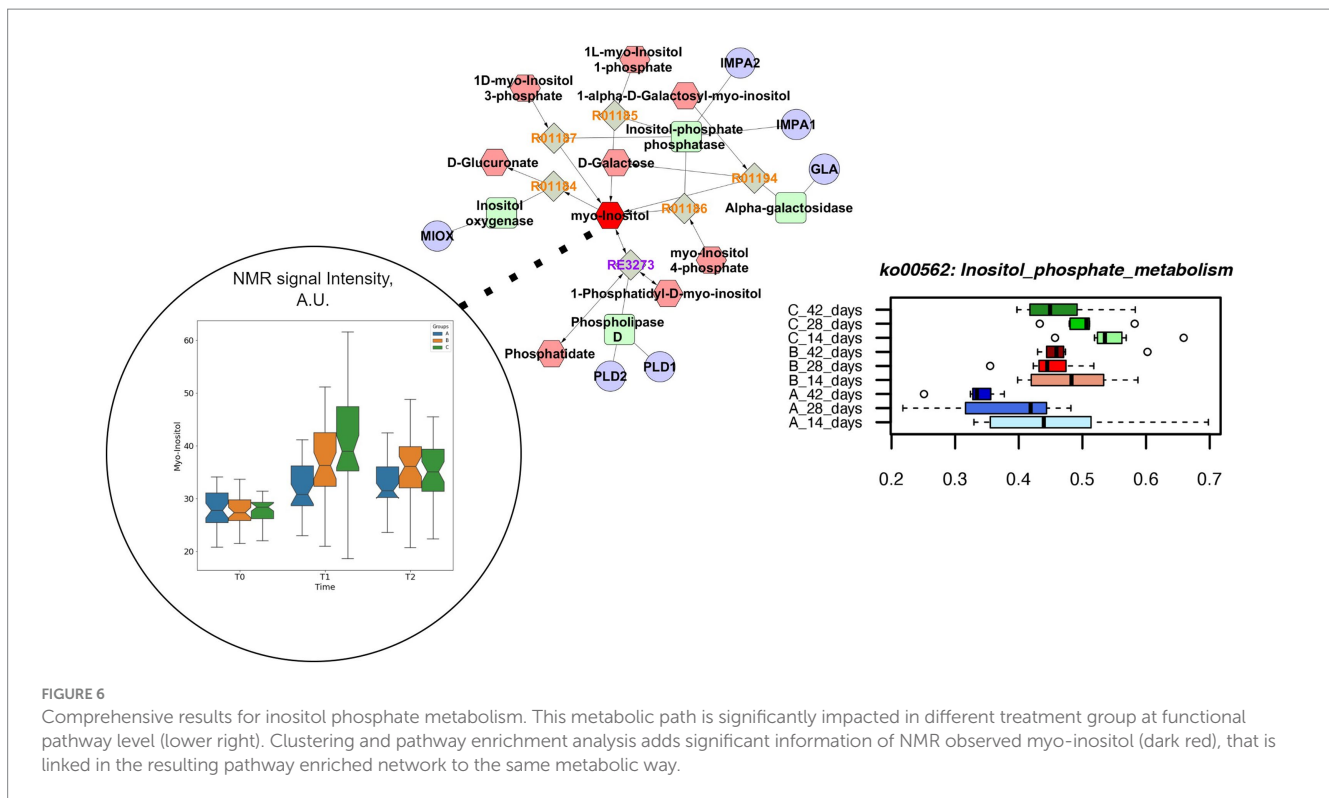 1L-myo-Inositol
1-phosphate
IMPA2
1D-myo-Inositol
3-phosphate
1-alpha-D-Galactosyl-myo-inositol
R01185
Inositol-phosphate
phosphatase
IMPA1
R01187
D-Glucuronate
D-Galactose
GLA
R01184
R01194
Inositol
oxygenase
myo-Inositol
R01186
Alpha-galactosidase
MIOX
myo-Inositol
4-phosphate
RE3273
1-Phosphatidyl-D-myo-inositol
Phospholipase
D
Phosphatidate
PLD2
PLD1
NMR signal Intensity,
A.U.
Groups
A
B
C
60
50
40
30
20
Myo-Inositol
T0
T1
T2
Time
ko00562: Inositol_phosphate_metabolism
C_42_days
C_28_days
C_14_days
B_42_days
B_28_days
B_14_days
A_42_days
A_28_days
A_14_days
0.2 0.3 0.4 0.5 0.6 0.7
FIGURE 6
Comprehensive results for inositol phosphate metabolism. This metabolic path is significantly impacted in different treatment group at functional
pathway level (lower right). Clustering and pathway enrichment analysis adds significant information of NMR observed myo-inositol (dark red), that is
linked in the resulting pathway enriched network to the same metabolic way.